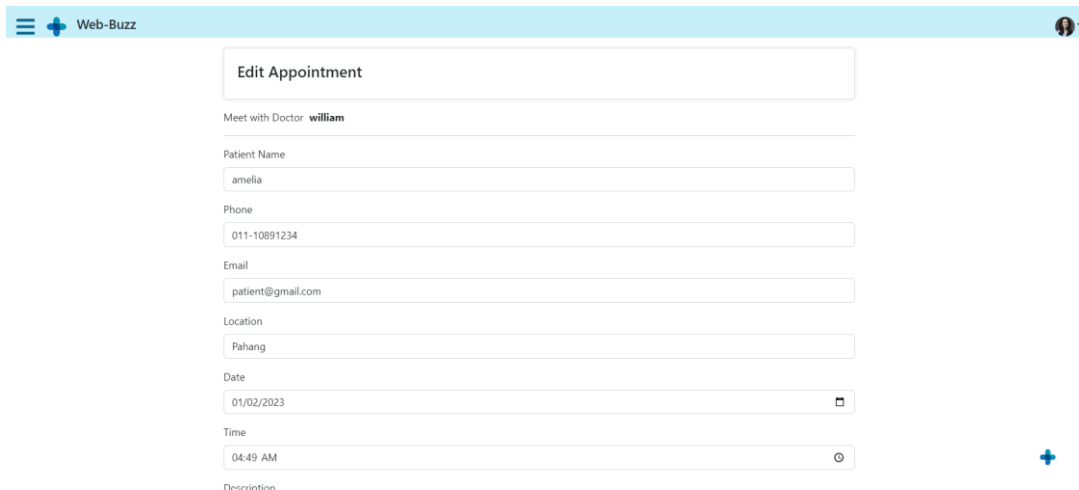 Web-Buzz
Edit Appointment
Meet with Doctor william
Patient Name
amelia
Phone
011-10891234
Email
patient@gmail.com
Location
Pahang
Date
01/02/2023
Time
04:49 AM
Description